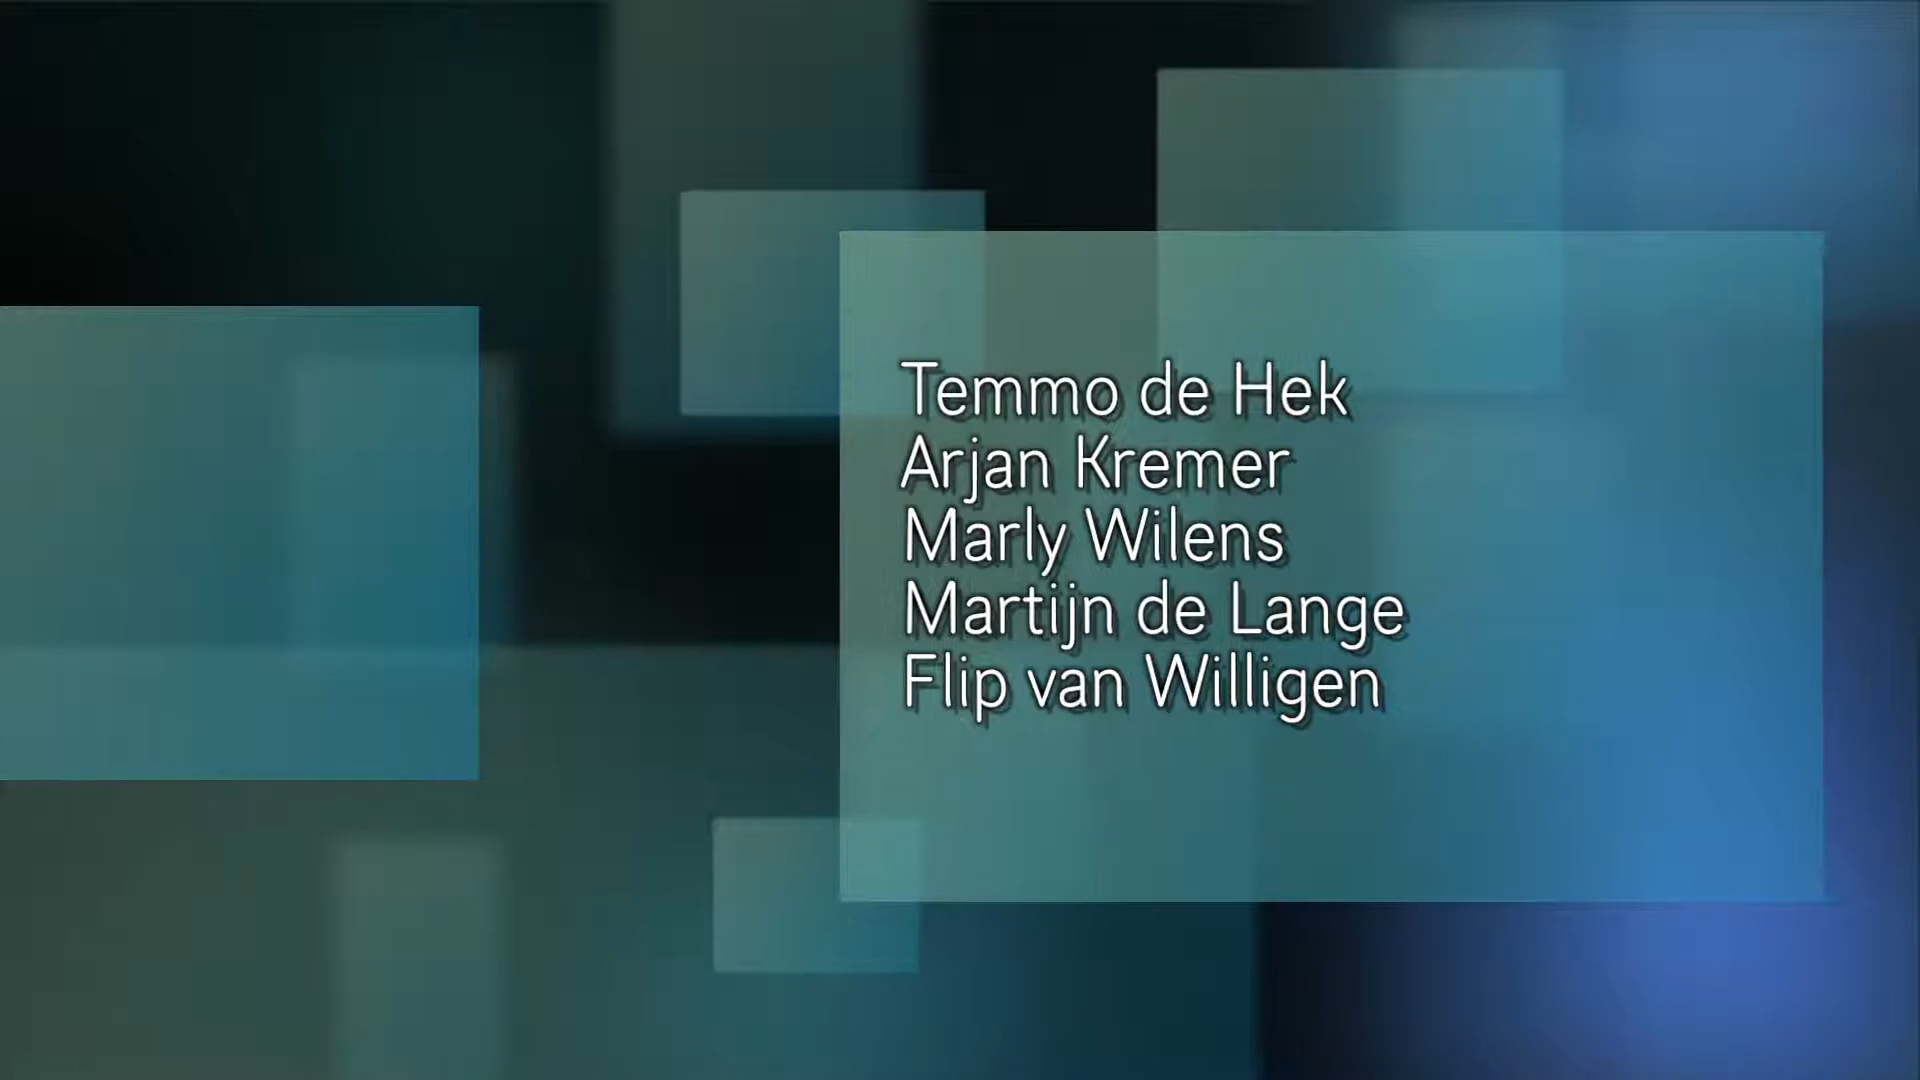 Temmo de Hek
Arjan Kremer
Marly Wilens
Martijn de Lange
Flip van Willigen